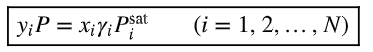 yᵢP = xᵢγᵢPᵢˢᵃᵗ (i = 1, 2, … , N)